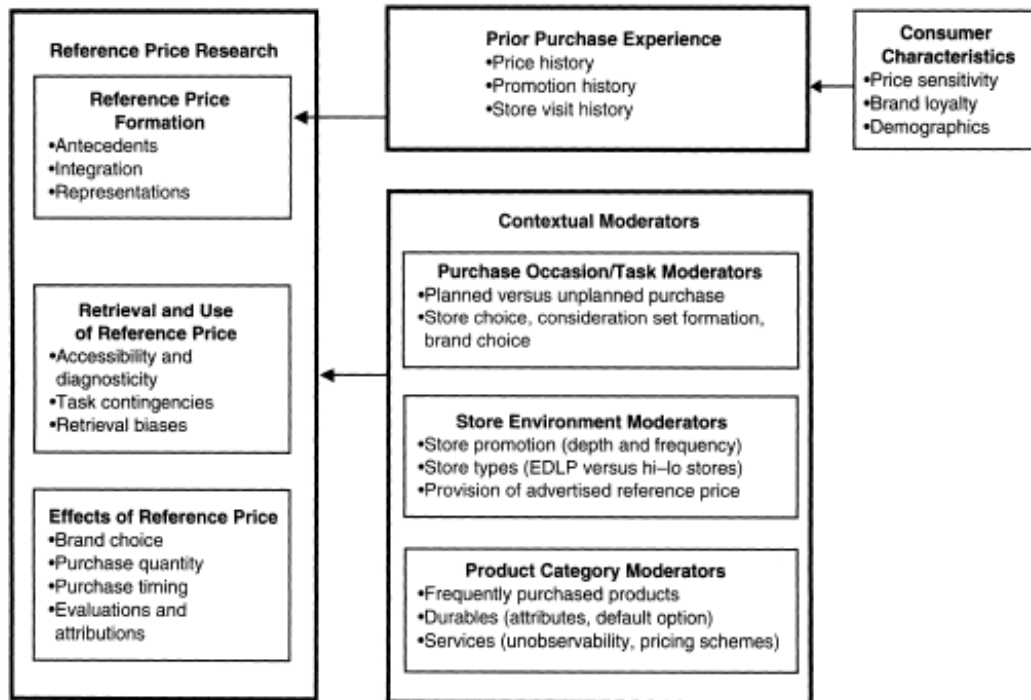 Reference Price Research
Reference Price
Formation
•Antecedents
•Integration
•Representations
Retrieval and Use
of Reference Price
•Accessibility and
diagnosticity
•Task contingencies
•Retrieval biases
Effects of Reference Price
•Brand choice
•Purchase quantity
•Purchase timing
•Evaluations and
attributions
Prior Purchase Experience
•Price history
•Promotion history
•Store visit history
Consumer
Characteristics
•Price sensitivity
•Brand loyalty
•Demographics
Contextual Moderators
Purchase Occasion/Task Moderators
•Planned versus unplanned purchase
•Store choice, consideration set formation,
brand choice
Store Environment Moderators
•Store promotion (depth and frequency)
•Store types (EDLP versus hi–lo stores)
•Provision of advertised reference price
Product Category Moderators
•Frequently purchased products
•Durables (attributes, default option)
•Services (unobservability, pricing schemes)